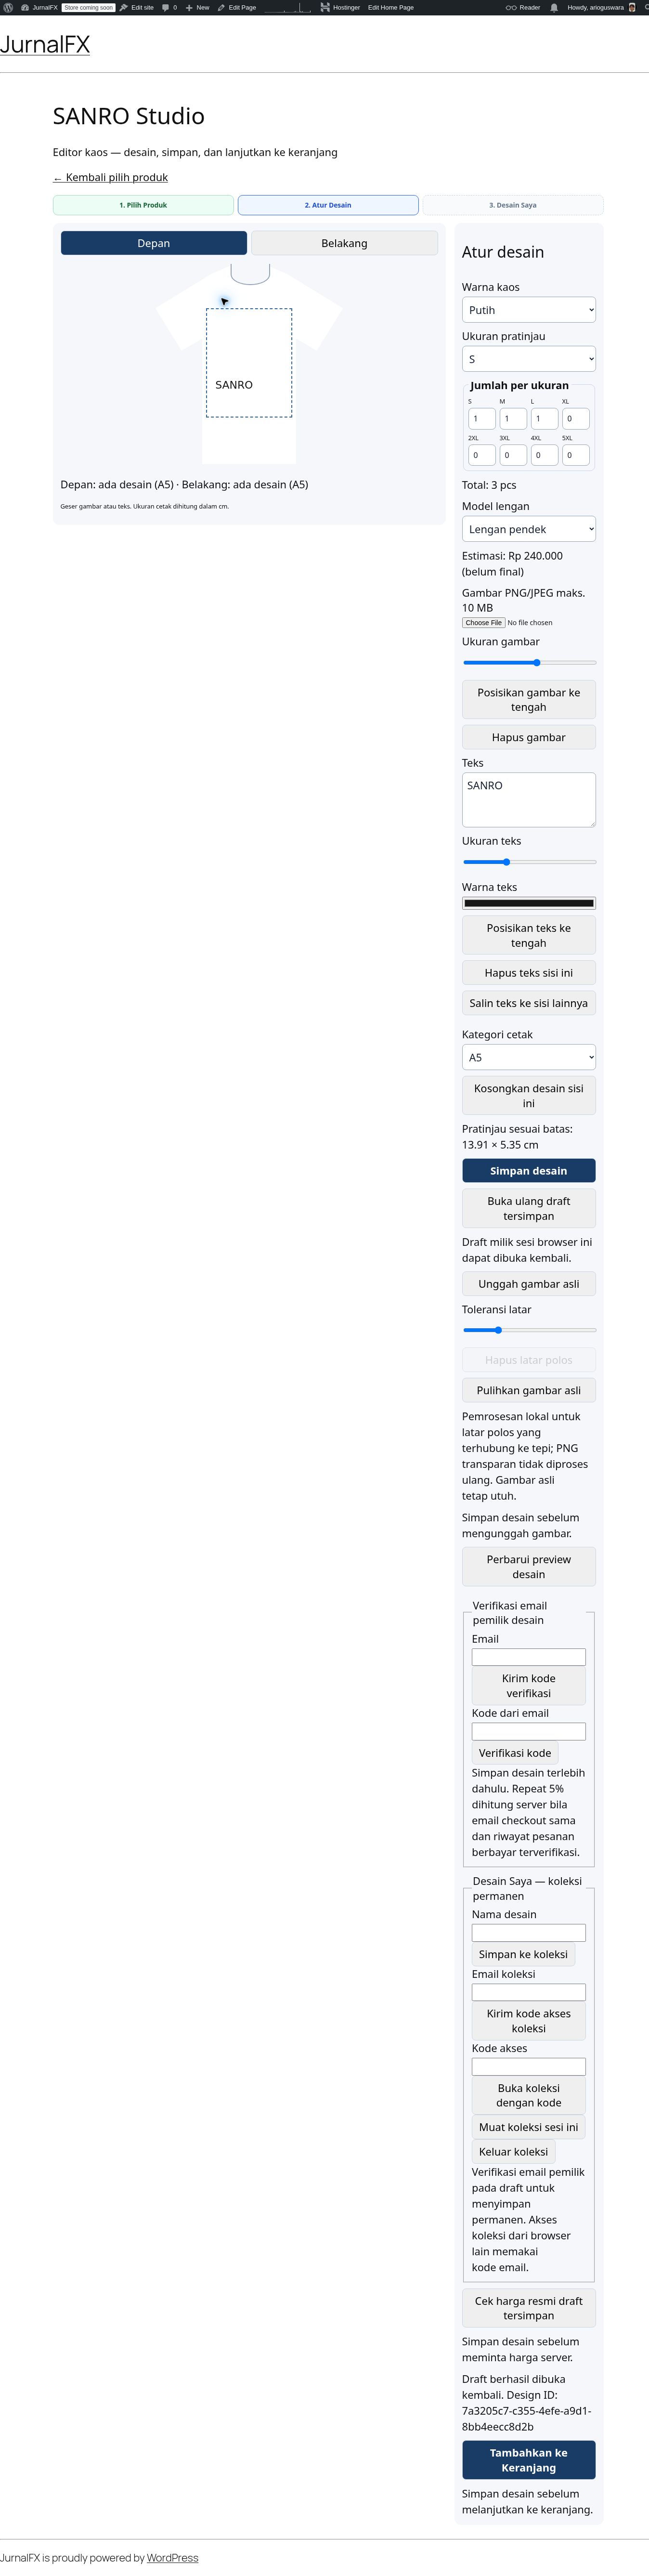 JurnalFX Store coming soon Edit site 0 New Edit Page Hostinger Edit Home Page Reader Howdy, arioguswara
JurnalFX
SANRO Studio
Editor kaos — desain, simpan, dan lanjutkan ke keranjang
← Kembali pilih produk
1. Pilih Produk 2. Atur Desain 3. Desain Saya
Depan Belakang
SANRO
Depan: ada desain (A5) · Belakang: ada desain (A5)
Geser gambar atau teks. Ukuran cetak dihitung dalam cm.
Atur desain
Warna kaos
Putih
Ukuran pratinjau
S
Jumlah per ukuran
S M L XL
1 1 1 0
2XL 3XL 4XL 5XL
0 0 0 0
Total: 3 pcs
Model lengan
Lengan pendek
Estimasi: Rp 240.000
(belum final)
Gambar PNG/JPEG maks.
10 MB
Choose File No file chosen
Ukuran gambar
Posisikan gambar ke
tengah
Hapus gambar
Teks
SANRO
Ukuran teks
Warna teks
Posisikan teks ke
tengah
Hapus teks sisi ini
Salin teks ke sisi lainnya
Kategori cetak
A5
Kosongkan desain sisi
ini
Pratinjau sesuai batas:
13.91 × 5.35 cm
Simpan desain
Buka ulang draft
tersimpan
Draft milik sesi browser ini
dapat dibuka kembali.
Unggah gambar asli
Toleransi latar
Hapus latar polos
Pulihkan gambar asli
Pemrosesan lokal untuk
latar polos yang
terhubung ke tepi; PNG
transparan tidak diproses
ulang. Gambar asli
tetap utuh.
Simpan desain sebelum
mengunggah gambar.
Perbarui preview
desain
Verifikasi email
pemilik desain
Email
Kirim kode
verifikasi
Kode dari email
Verifikasi kode
Simpan desain terlebih
dahulu. Repeat 5%
dihitung server bila
email checkout sama
dan riwayat pesanan
berbayar terverifikasi.
Desain Saya — koleksi
permanen
Nama desain
Simpan ke koleksi
Email koleksi
Kirim kode akses
koleksi
Kode akses
Buka koleksi
dengan kode
Muat koleksi sesi ini
Keluar koleksi
Verifikasi email pemilik
pada draft untuk
menyimpan
permanen. Akses
koleksi dari browser
lain memakai
kode email.
Cek harga resmi draft
tersimpan
Simpan desain sebelum
meminta harga server.
Draft berhasil dibuka
kembali. Design ID:
7a3205c7-c355-4efe-a9d1-
8bb4eecc8d2b
Tambahkan ke
Keranjang
Simpan desain sebelum
melanjutkan ke keranjang.
JurnalFX is proudly powered by WordPress